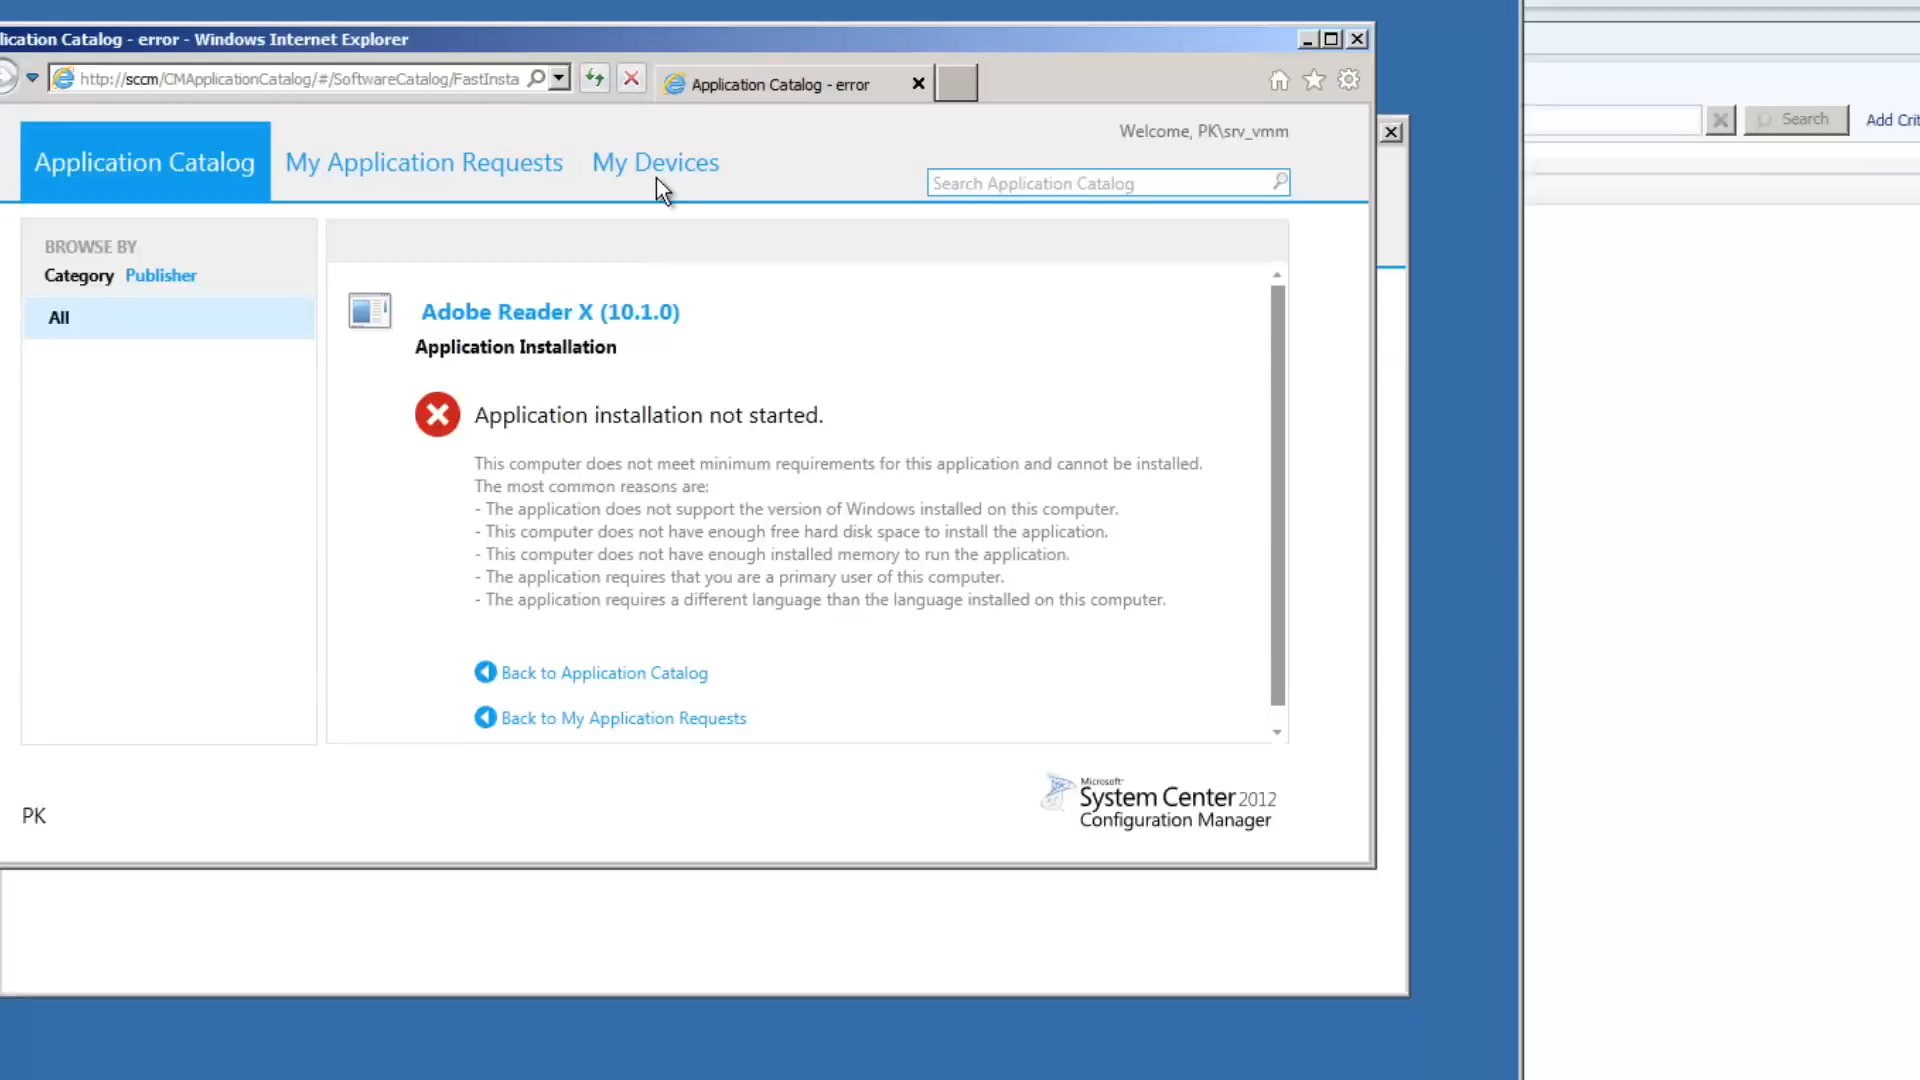 lication Catalog - error - Windows Internet Explorer
http://sccm/CMApplicationCatalog/#/SoftwareCatalog/FastInsta
Application Catalog - error
Search
Add Crit
Welcome, PK\srv_vmm
Application Catalog
My Application Requests
My Devices
Search Application Catalog
BROWSE BY
Category Publisher
All
Adobe Reader X (10.1.0)
Application Installation
Application installation not started.
This computer does not meet minimum requirements for this application and cannot be installed.
The most common reasons are:
- The application does not support the version of Windows installed on this computer.
- This computer does not have enough free hard disk space to install the application.
- This computer does not have enough installed memory to run the application.
- The application requires that you are a primary user of this computer.
- The application requires a different language than the language installed on this computer.
Back to Application Catalog
Back to My Application Requests
Microsoft
System Center 2012
Configuration Manager
PK